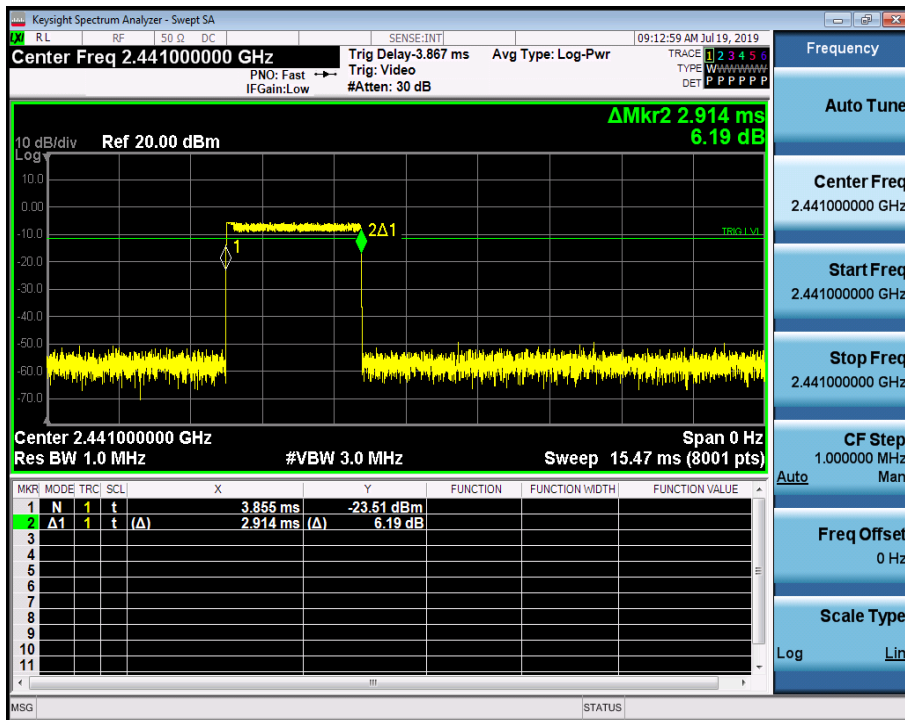 Keysight Spectrum Analyzer - Swept SA
LXI RL RF 50 Ω DC SENSE:INT 09:12:59 AM Jul 19, 2019
Center Freq 2.441000000 GHz
PNO: Fast
IFGain:Low
Trig Delay-3.867 ms
Trig: Video
#Atten: 30 dB
Avg Type: Log-Pwr
TRACE 1 2 3 4 5 6
TYPE WWWWWW
DET P P P P P P
ΔMkr2 2.914 ms
6.19 dB
10 dB/div
Log
Ref 20.00 dBm
10.0
0.00
-10.0
-20.0
-30.0
-40.0
-50.0
-60.0
-70.0
1
2Δ1
TRIG LVL
Center 2.441000000 GHz Span 0 Hz
Res BW 1.0 MHz #VBW 3.0 MHz Sweep 15.47 ms (8001 pts)
MKR MODE TRC SCL X Y FUNCTION FUNCTION WIDTH FUNCTION VALUE
1 N 1 t 3.855 ms -23.51 dBm
2 Δ1 1 t (Δ) 2.914 ms (Δ) 6.19 dB
3
4
5
6
7
8
9
10
11
MSG STATUS
Frequency
Auto Tune
Center Freq
2.441000000 GHz
Start Freq
2.441000000 GHz
Stop Freq
2.441000000 GHz
CF Step
1.000000 MHz
Auto Man
Freq Offset
0 Hz
Scale Type
Log Lin